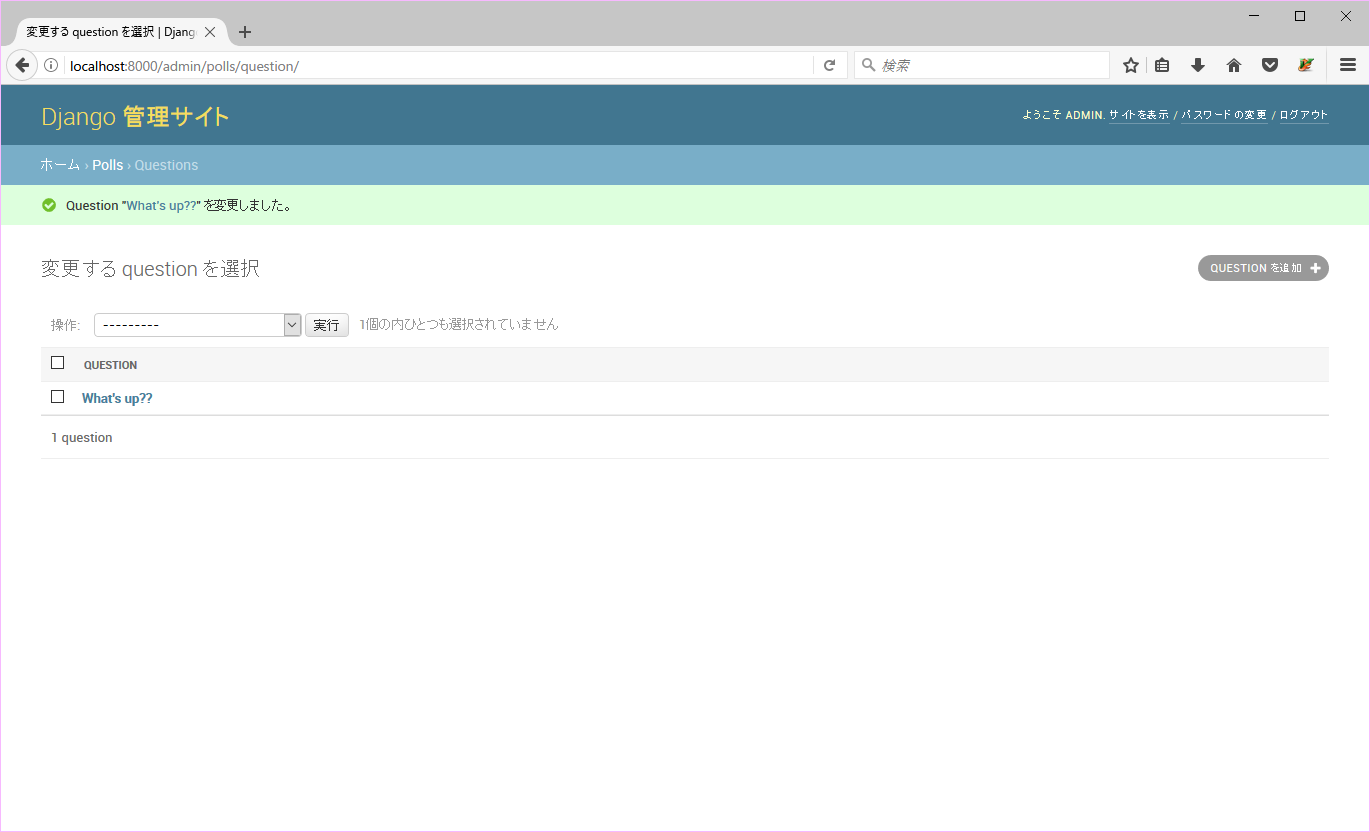 変更する question を選択 | Djang
localhost:8000/admin/polls/question/
検索
Django 管理サイト
ようこそ ADMIN. サイトを表示 / パスワードの変更 / ログアウト
ホーム › Polls › Questions
Question "What's up??" を変更しました。
変更する question を選択
QUESTION を追加
操作: --------- 実行 1個の内ひとつも選択されていません
QUESTION
What's up??
1 question